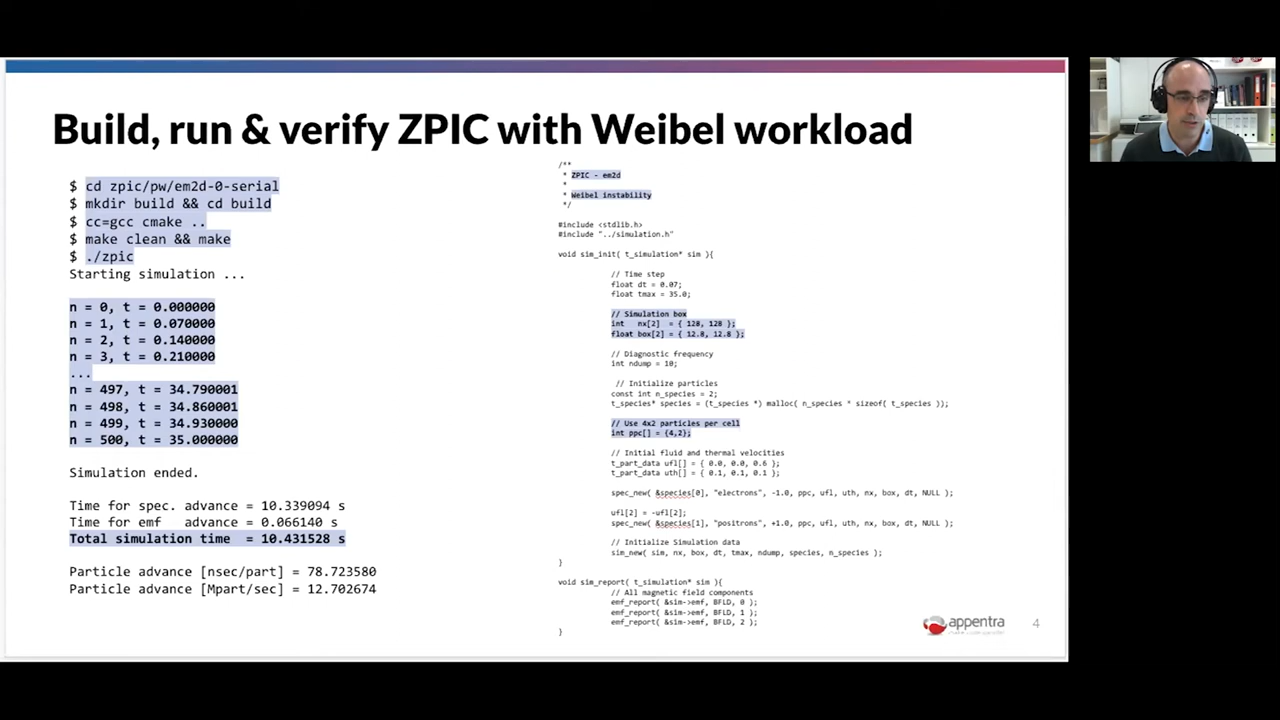 Build, run & verify ZPIC with Weibel workload
$ cd zpic/pw/em2d-0-serial
$ mkdir build && cd build
$ cc=gcc cmake ..
$ make clean && make
$ ./zpic
Starting simulation ...
n = 0, t = 0.000000
n = 1, t = 0.070000
n = 2, t = 0.140000
n = 3, t = 0.210000
...
n = 497, t = 34.790001
n = 498, t = 34.860001
n = 499, t = 34.930000
n = 500, t = 35.000000
Simulation ended.
Time for spec. advance = 10.339094 s
Time for emf   advance = 0.066140 s
Total simulation time  = 10.431528 s
Particle advance [nsec/part] = 78.723580
Particle advance [Mpart/sec] = 12.702674
/**
* ZPIC - em2d
*
* Weibel instability
*/
#include <stdlib.h>
#include "../simulation.h"
void sim_init( t_simulation* sim ){
// Time step
float dt = 0.07;
float tmax = 35.0;
// Simulation box
int   nx[2]  = { 128, 128 };
float box[2] = { 12.8, 12.8 };
// Diagnostic frequency
int ndump = 10;
// Initialize particles
const int n_species = 2;
t_species* species = (t_species *) malloc( n_species * sizeof( t_species ));
// Use 4x2 particles per cell
int ppc[] = {4,2};
// Initial fluid and thermal velocities
t_part_data ufl[] = { 0.0, 0.0, 0.6 };
t_part_data uth[] = { 0.1, 0.1, 0.1 };
spec_new( &species[0], "electrons", -1.0, ppc, ufl, uth, nx, box, dt, NULL );
ufl[2] = -ufl[2];
spec_new( &species[1], "positrons", +1.0, ppc, ufl, uth, nx, box, dt, NULL );
// Initialize Simulation data
sim_new( sim, nx, box, dt, tmax, ndump, species, n_species );
}
void sim_report( t_simulation* sim ){
// All magnetic field components
emf_report( &sim->emf, BFLD, 0 );
emf_report( &sim->emf, BFLD, 1 );
emf_report( &sim->emf, BFLD, 2 );
}
appentra
4